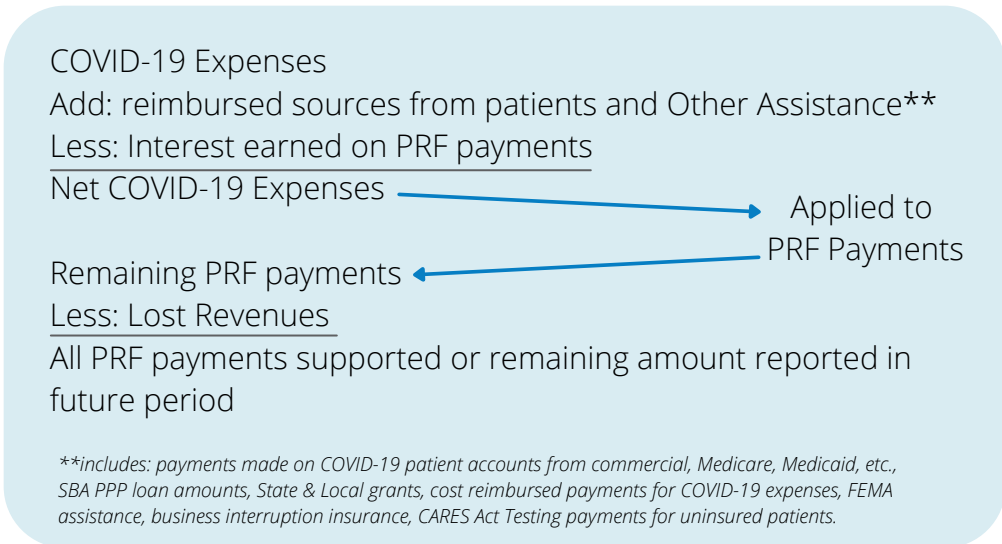 COVID-19 Expenses
Add: reimbursed sources from patients and Other Assistance**
Less: Interest earned on PRF payments
Net COVID-19 Expenses
Applied to
PRF Payments
Remaining PRF payments
Less: Lost Revenues
All PRF payments supported or remaining amount reported in
future period
**includes: payments made on COVID-19 patient accounts from commercial, Medicare, Medicaid, etc.,
SBA PPP loan amounts, State & Local grants, cost reimbursed payments for COVID-19 expenses, FEMA
assistance, business interruption insurance, CARES Act Testing payments for uninsured patients.